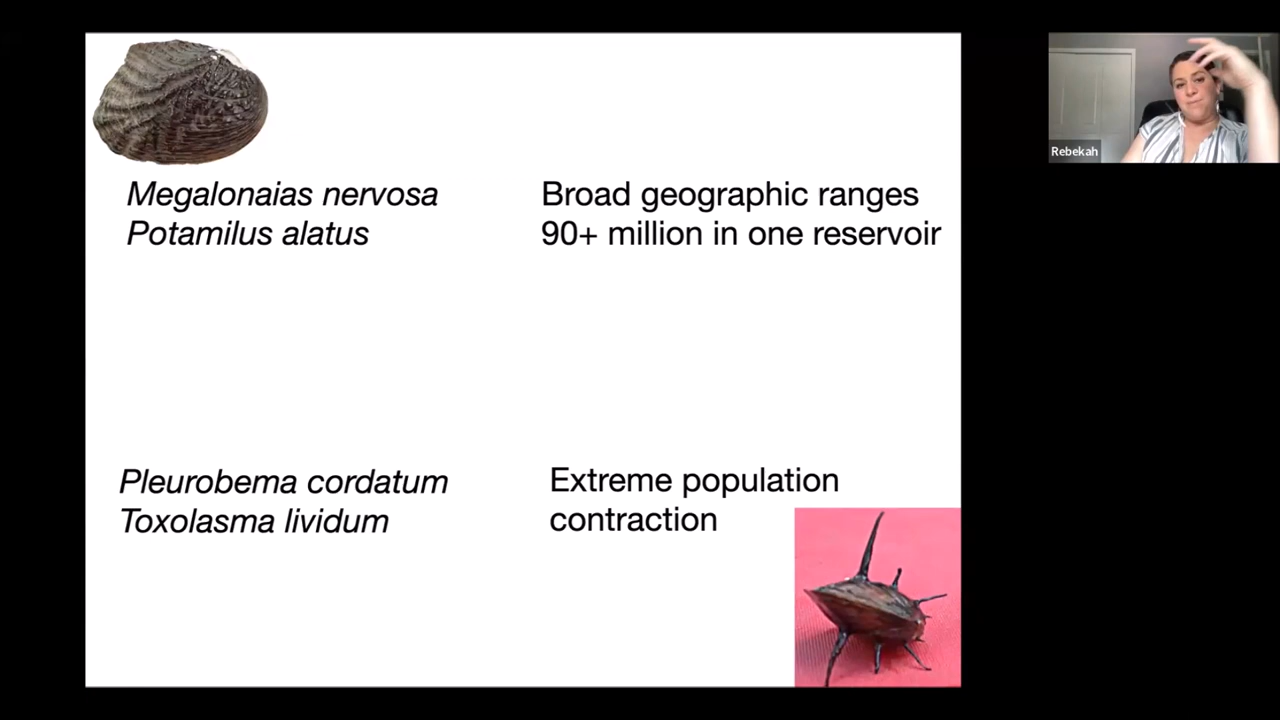 Megalonaias nervosa
Potamilus alatus
Broad geographic ranges
90+ million in one reservoir
Pleurobema cordatum
Toxolasma lividum
Extreme population
contraction
Rebekah